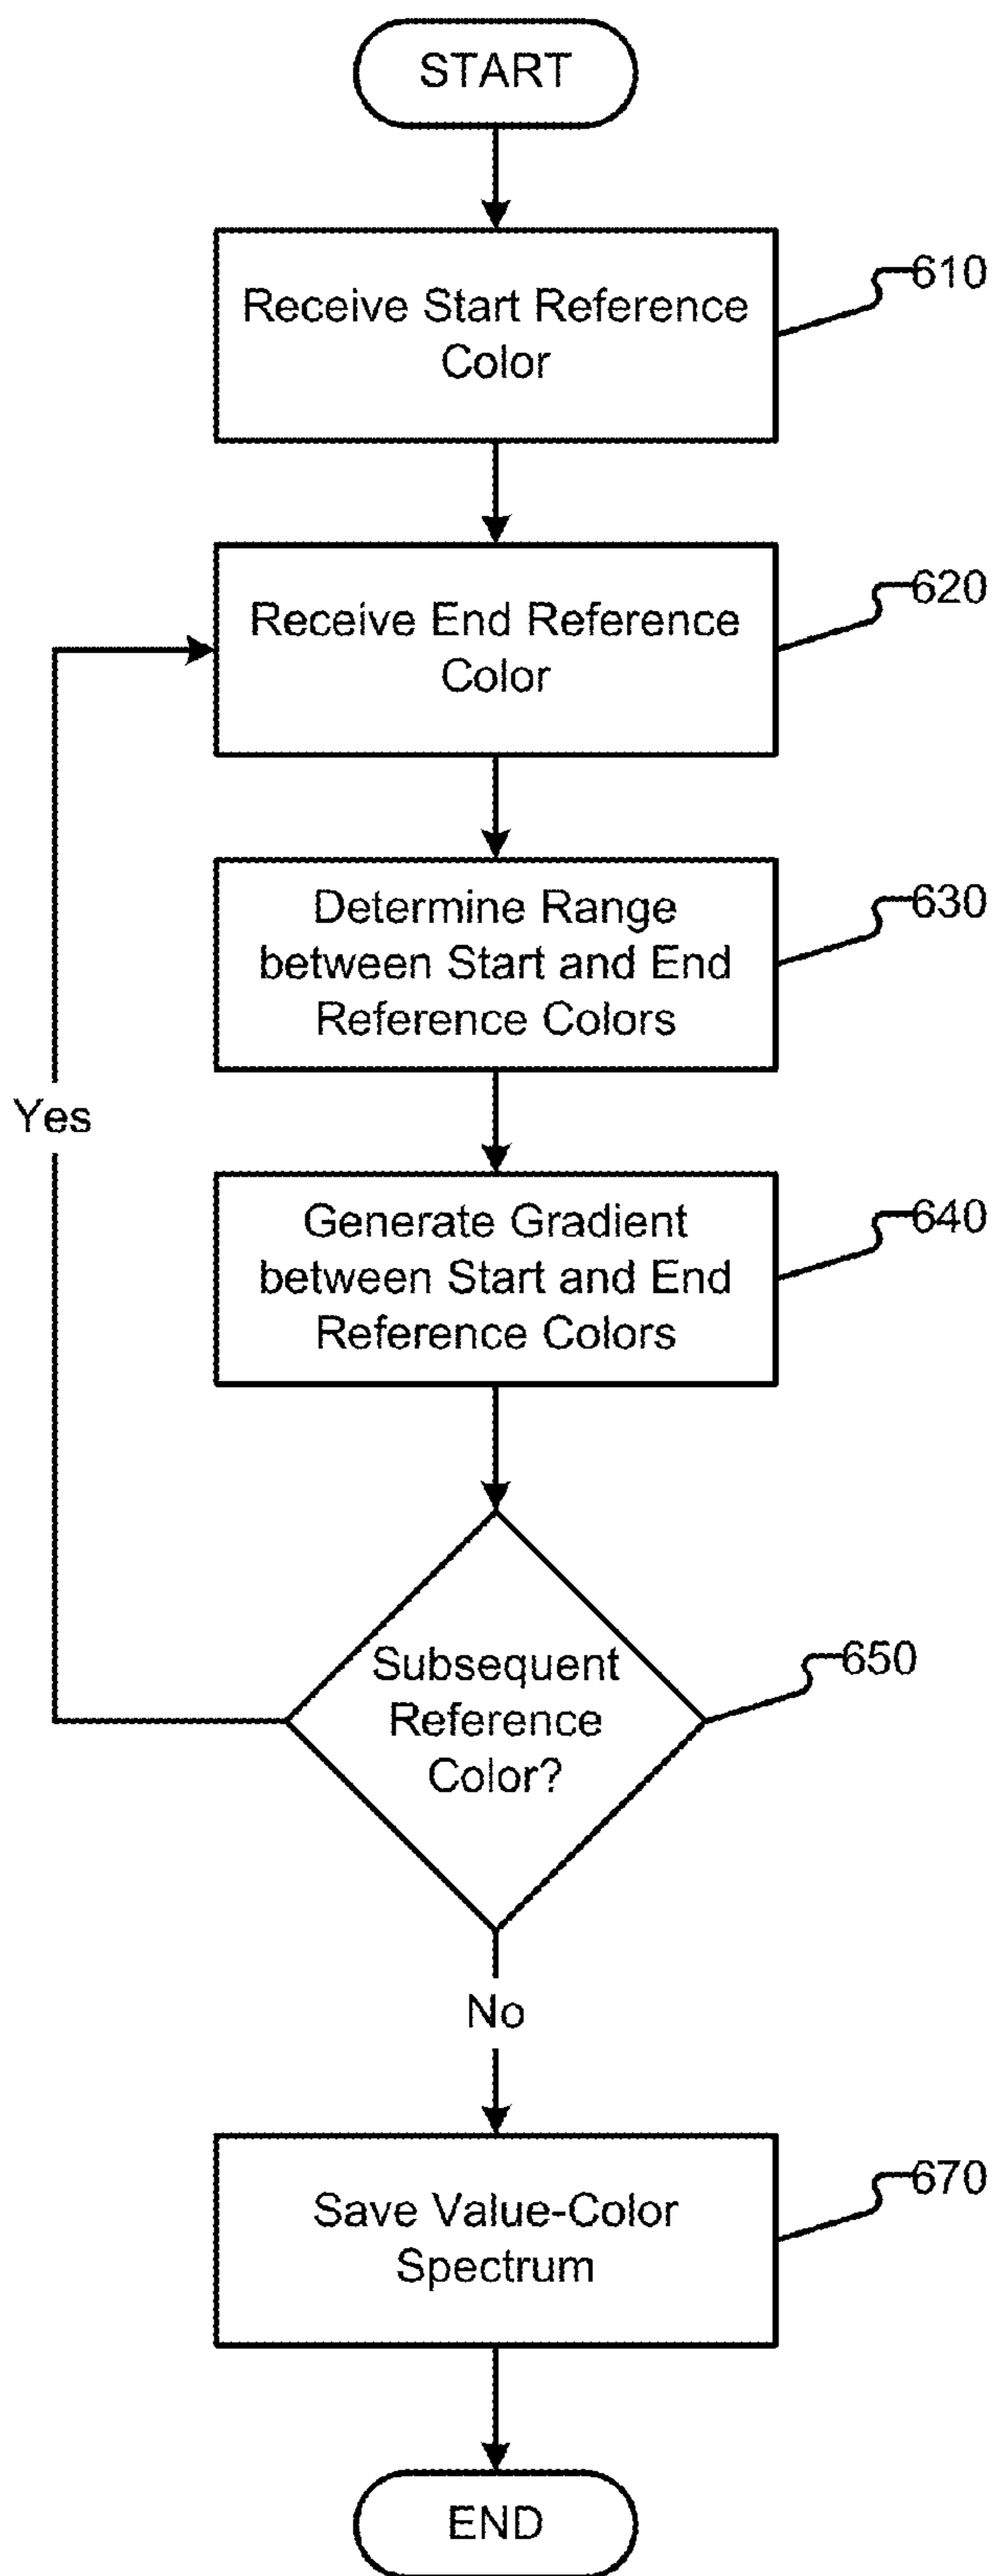 START
Receive Start Reference
Color
610
Receive End Reference
Color
620
Determine Range
between Start and End
Reference Colors
630
Yes
Generate Gradient
between Start and End
Reference Colors
640
Subsequent
Reference
Color?
650
No
Save Value-Color
Spectrum
670
END